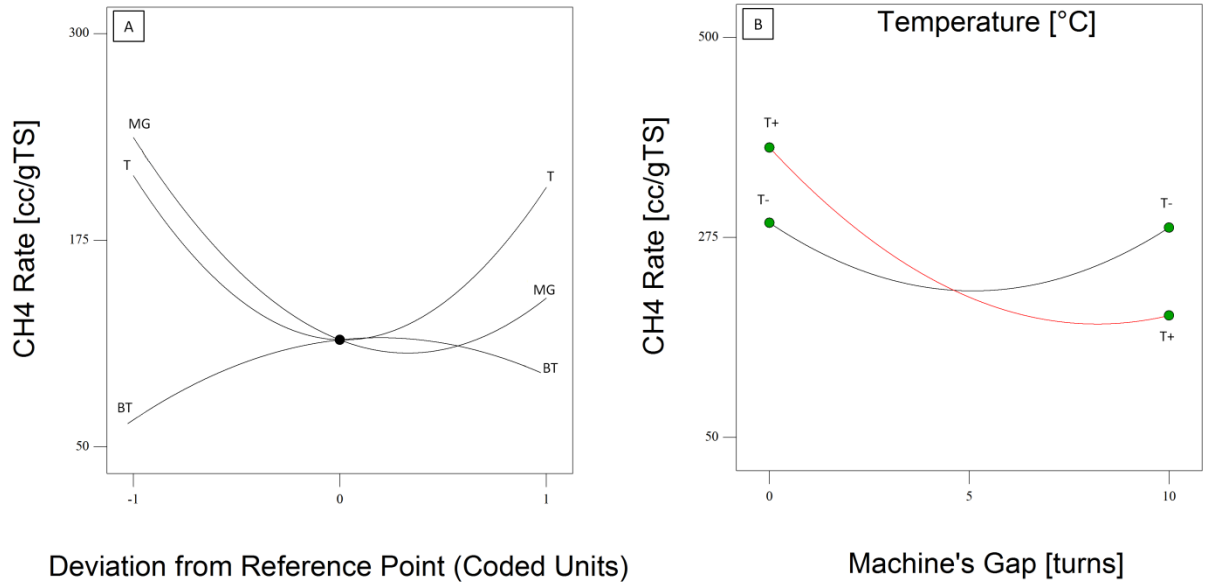 A
300
175
50
CH4 Rate [cc/gTS]
MG
T
BT
T
MG
BT
-1 0 1
Deviation from Reference Point (Coded Units)
B
Temperature [°C]
500
275
50
CH4 Rate [cc/gTS]
T+
T-
T-
T+
0 5 10
Machine's Gap [turns]